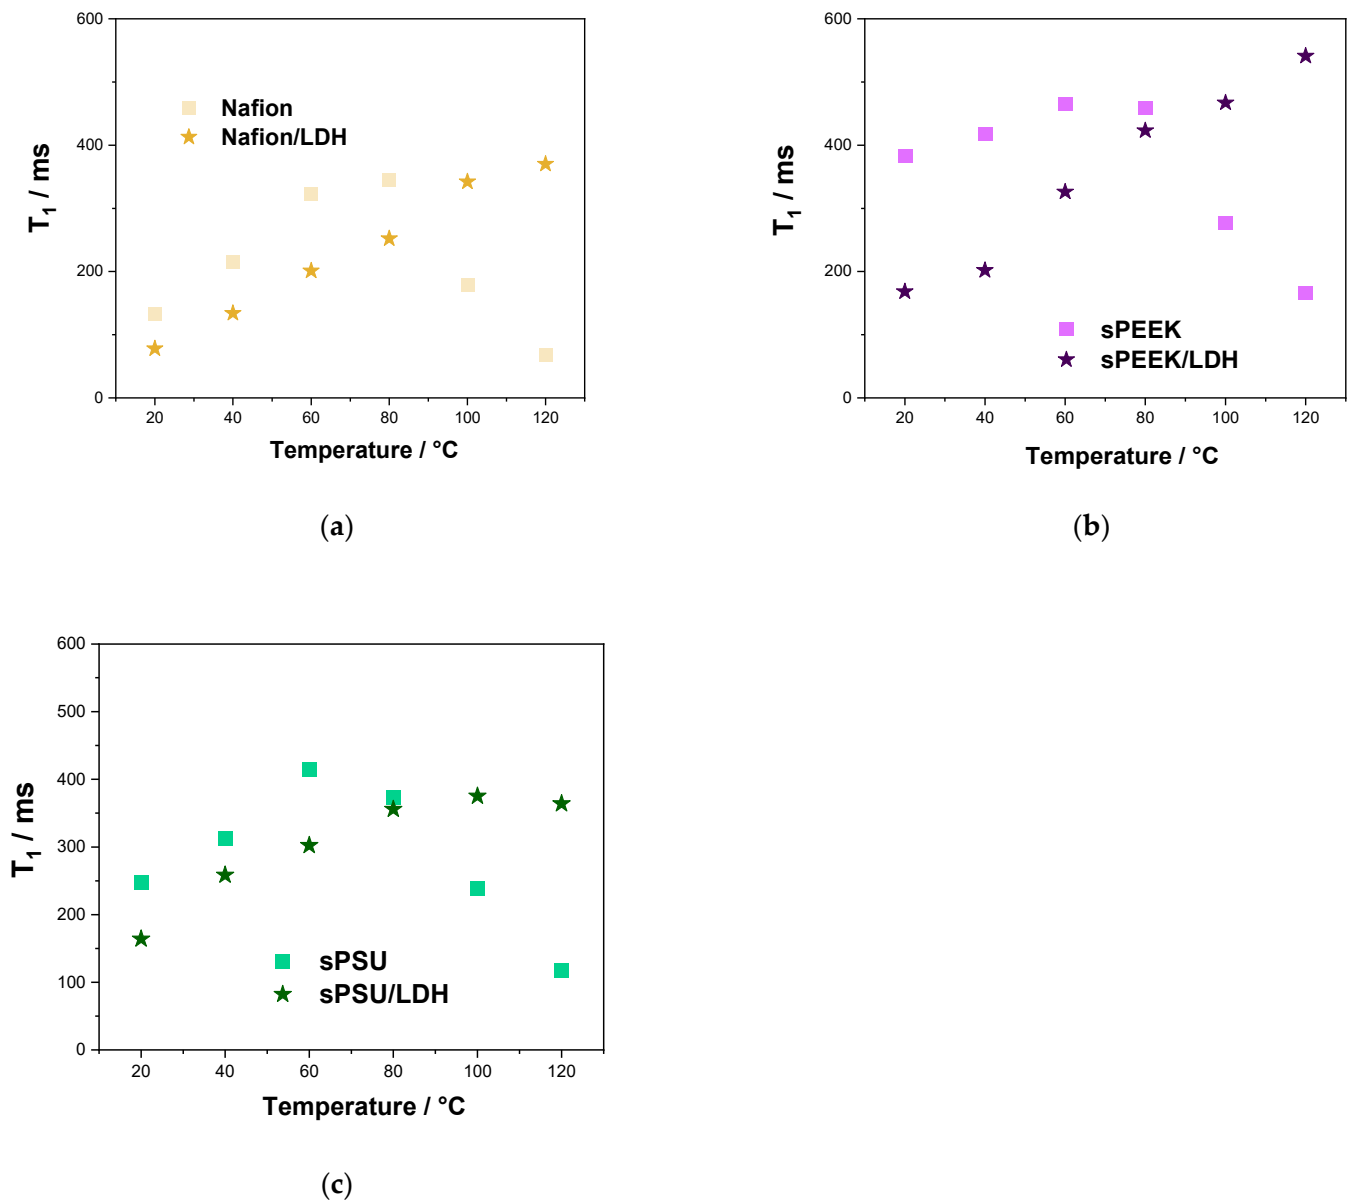 600
400
200
0
20 40 60 80 100 120
T₁ / ms
Temperature / °C
Nafion
Nafion/LDH
(a)
600
400
200
0
20 40 60 80 100 120
T₁ / ms
Temperature / °C
sPEEK
sPEEK/LDH
(b)
600
500
400
300
200
100
0
20 40 60 80 100 120
T₁ / ms
Temperature / °C
sPSU
sPSU/LDH
(c)